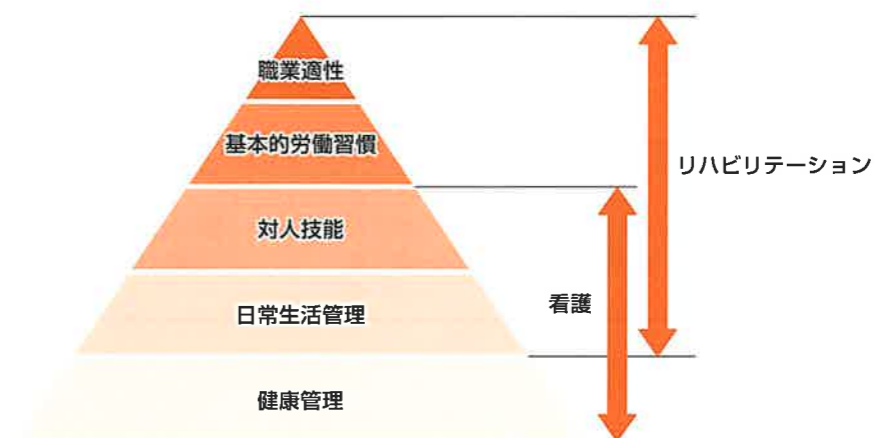 職業適性
基本的労働習慣
リハビリテーション
対人技能
看護
日常生活管理
健康管理